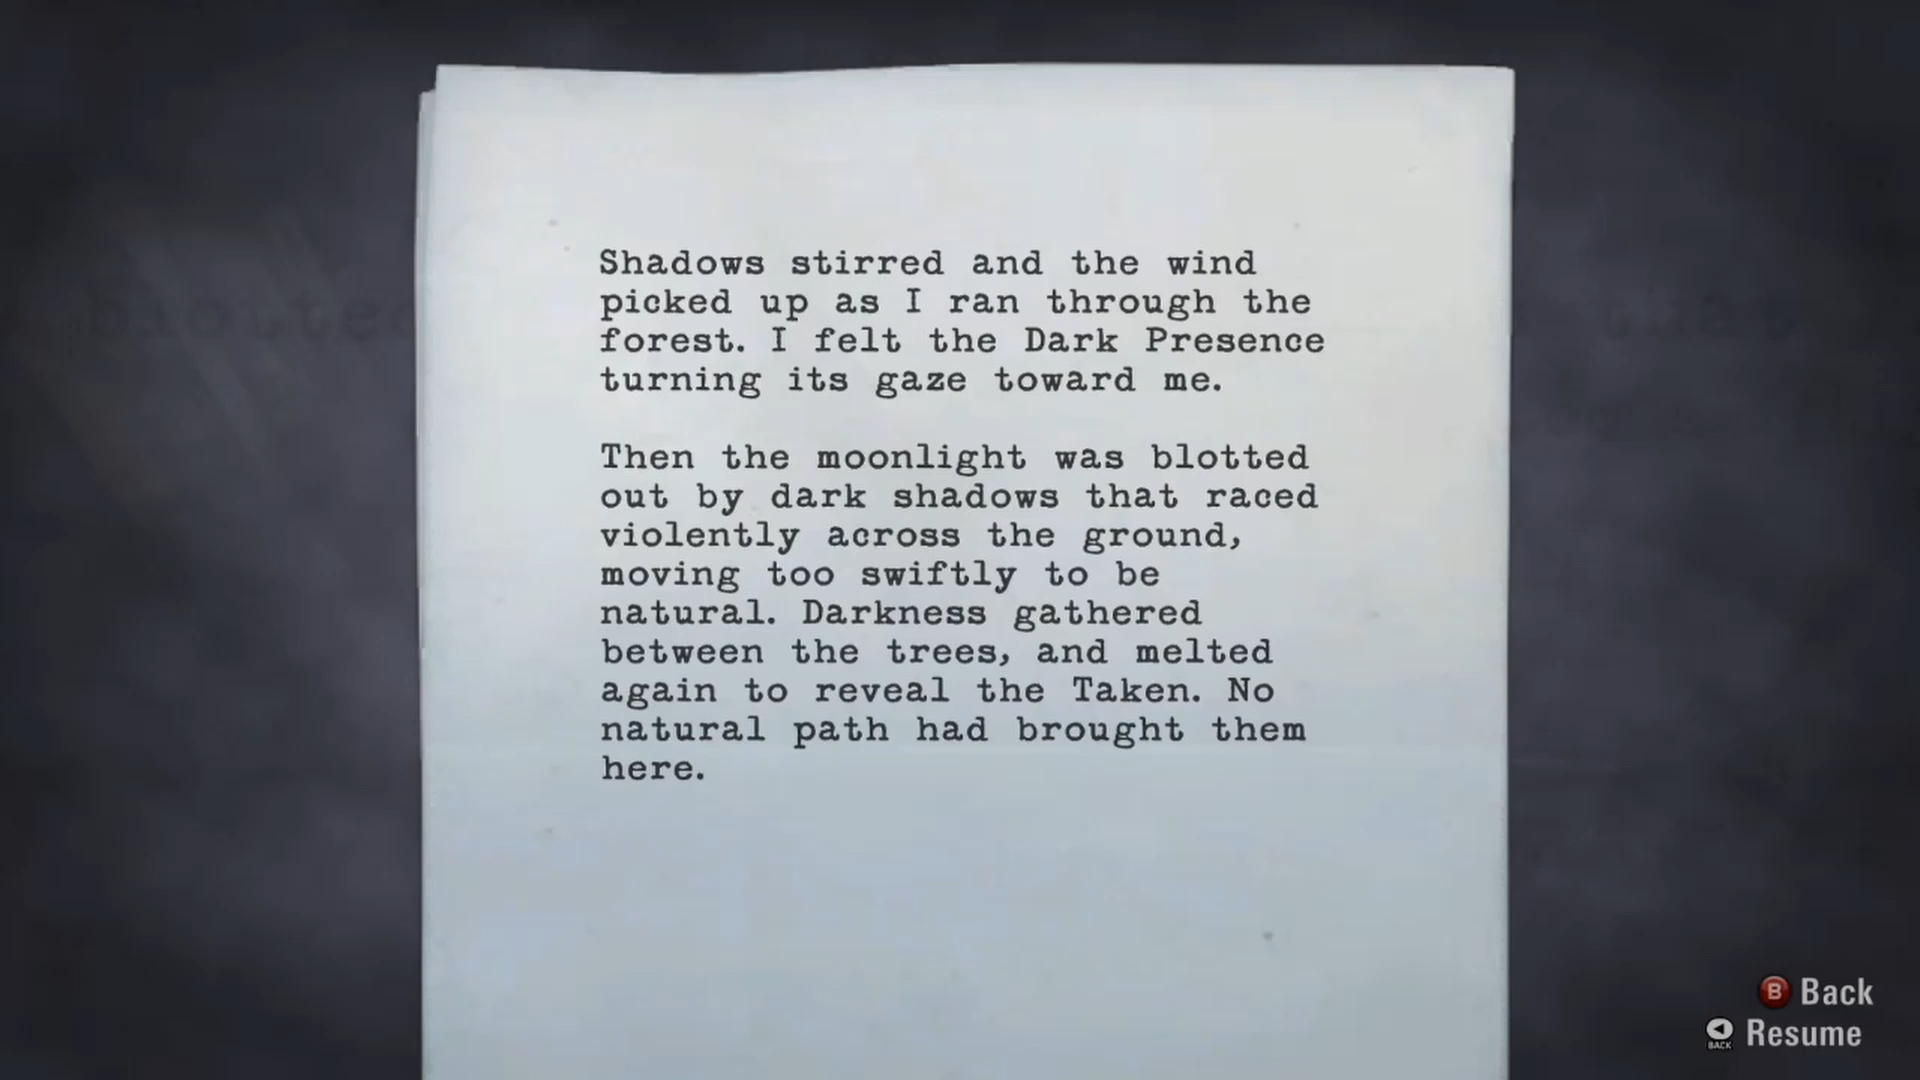 Shadows stirred and the wind
picked up as I ran through the
forest. I felt the Dark Presence
turning its gaze toward me.
Then the moonlight was blotted
out by dark shadows that raced
violently across the ground,
moving too swiftly to be
natural. Darkness gathered
between the trees, and melted
again to reveal the Taken. No
natural path had brought them
here.
blotted
that
B Back
BACK Resume